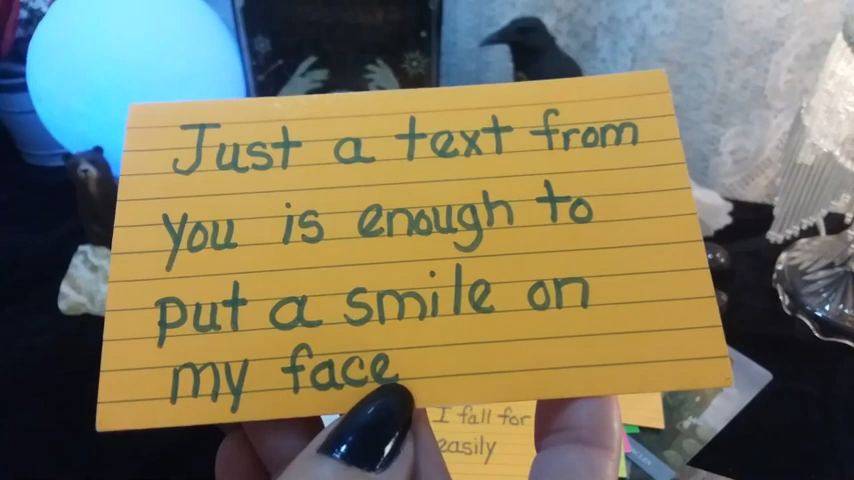 Just a text from
you is enough to
put a smile on
my face
I fall for
easily